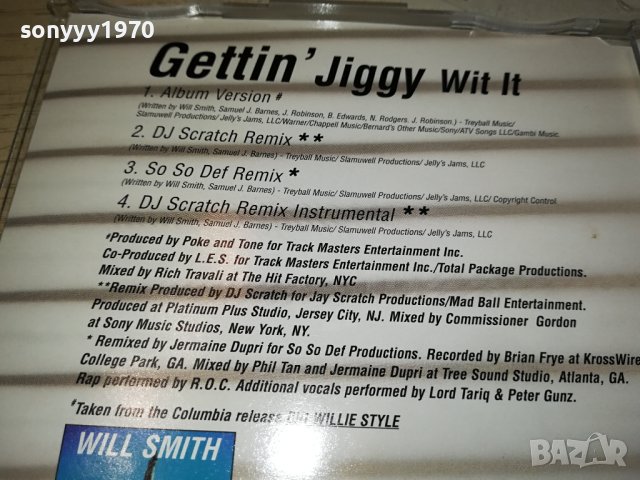 sonyyy1970
Gettin' Jiggy Wit It
1. Album Version #
(Written by Will Smith, Samuel J. Barnes, J. Robinson, B. Edwards, N. Rodgers, J. Robinson.) - Treyball Music/
Slamuwell Productions/ Jelly's Jams, LLC/Warner/Chappell Music/Bernard's Other Music/Sony/ATV Songs LLC/Gambi Music
2. DJ Scratch Remix **
(Written by Will Smith, Samuel J. Barnes) - Treyball Music/ Slamuwell Productions/ Jelly's Jams, LLC
3. So So Def Remix *
(Written by Will Smith, Samuel J. Barnes) - Treyball Music/ Slamuwell Productions/ Jelly's Jams, LLC/ Copyright Control
4. DJ Scratch Remix Instrumental **
(Written by Will Smith, Samuel J. Barnes) - Treyball Music/ Slamuwell Productions/ Jelly's Jams, LLC
#Produced by Poke and Tone for Track Masters Entertainment Inc.
Co-Produced by L.E.S. for Track Masters Entertainment Inc./Total Package Productions.
Mixed by Rich Travali at The Hit Factory, NYC
**Remix Produced by DJ Scratch for Jay Scratch Productions/Mad Ball Entertainment.
Produced at Platinum Plus Studio, Jersey City, NJ. Mixed by Commissioner Gordon
at Sony Music Studios, New York, NY.
* Remixed by Jermaine Dupri for So So Def Productions. Recorded by Brian Frye at KrossWire
College Park, GA. Mixed by Phil Tan and Jermaine Dupri at Tree Sound Studio, Atlanta, GA.
Rap performed by R.O.C. Additional vocals performed by Lord Tariq & Peter Gunz.
#Taken from the Columbia release WILLIE STYLE
WILL SMITH
BAZAR